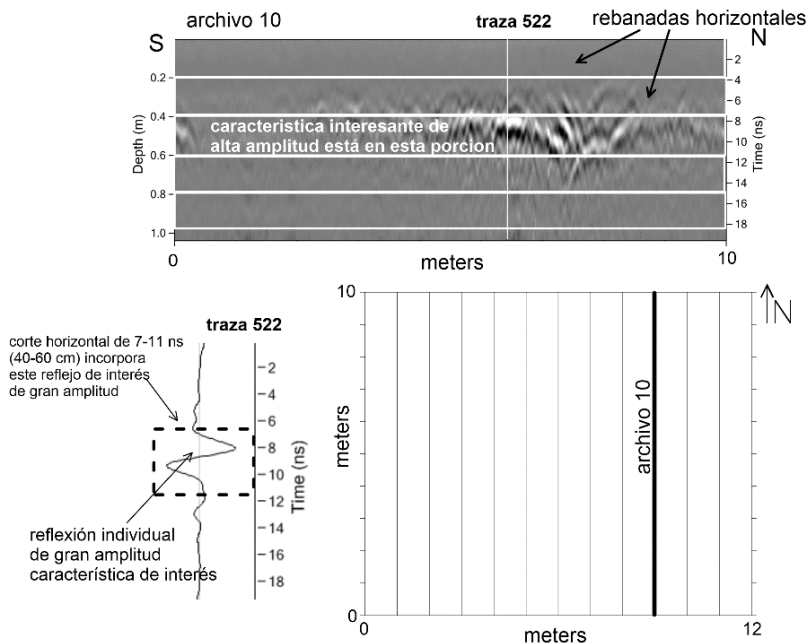 archivo 10
traza 522
rebanadas horizontales
S
N
Depth (m)
0.2
0.4
0.6
0.8
1.0
caracteristica interesante de
alta amplitud está en esta porcion
2
4
6
8
10
12
14
16
18
Time (ns)
0
meters
10
traza 522
corte horizontal de 7-11 ns
(40-60 cm) incorpora
este reflejo de interés
de gran amplitud
2
4
6
8
10
12
14
16
18
Time (ns)
reflexión individual
de gran amplitud
característica de interés
10
meters
0
archivo 10
N
0
meters
12